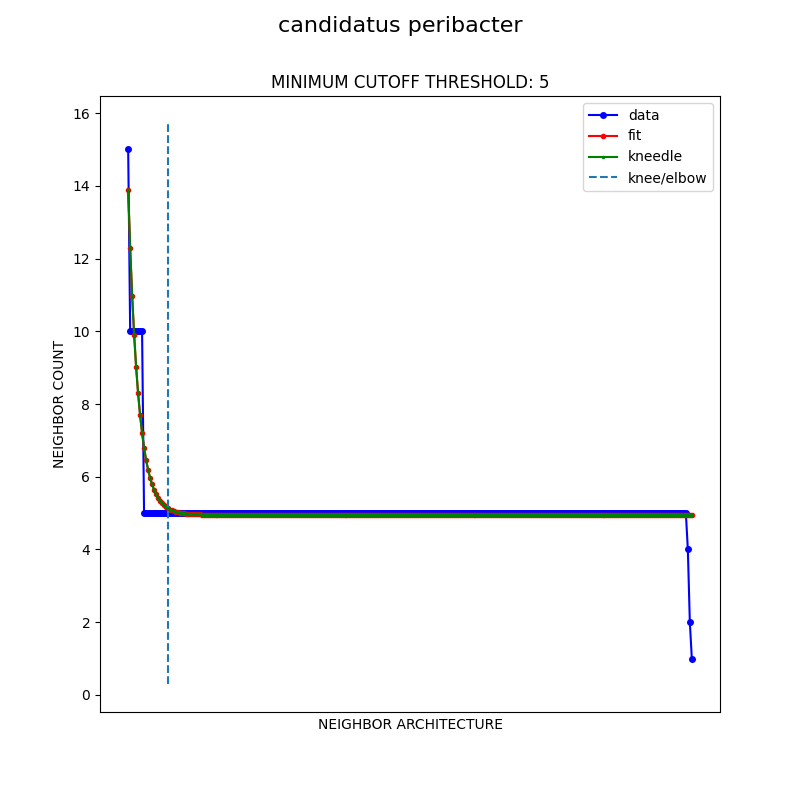 candidatus peribacter
MINIMUM CUTOFF THRESHOLD: 5
data
fit
kneedle
knee/elbow
16
14
12
10
8
6
4
2
0
NEIGHBOR COUNT
NEIGHBOR ARCHITECTURE